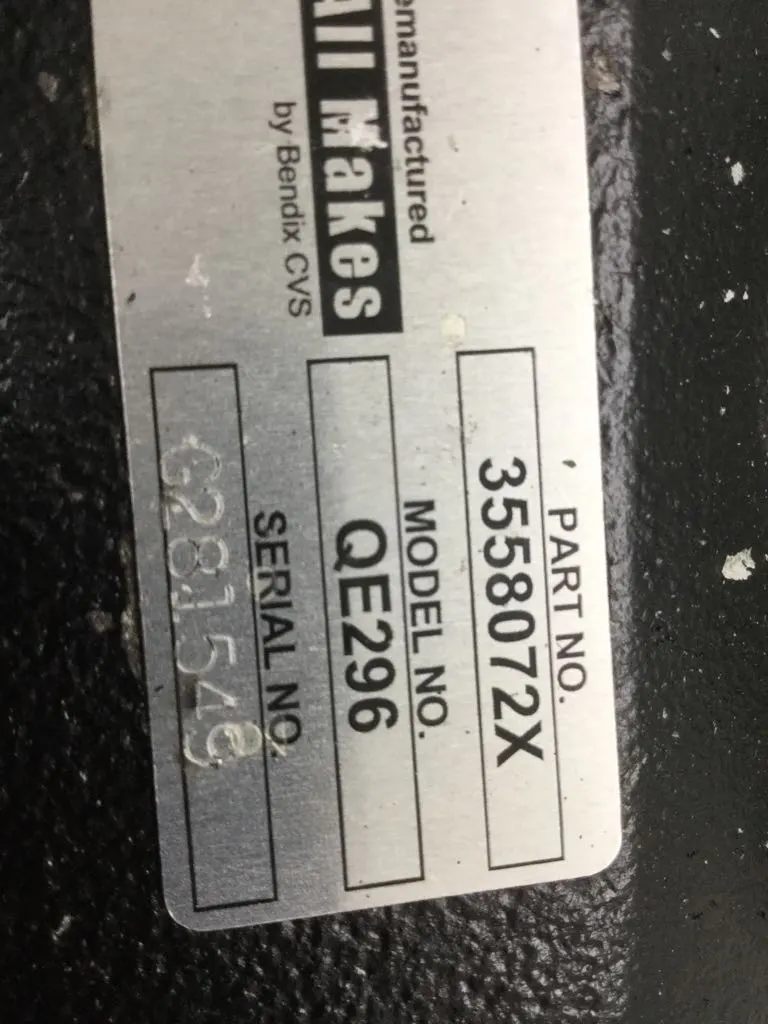 emanufactured
All Makes
by Bendix CVS
PART NO.
3558072X
MODEL NO.
QE296
SERIAL NO.